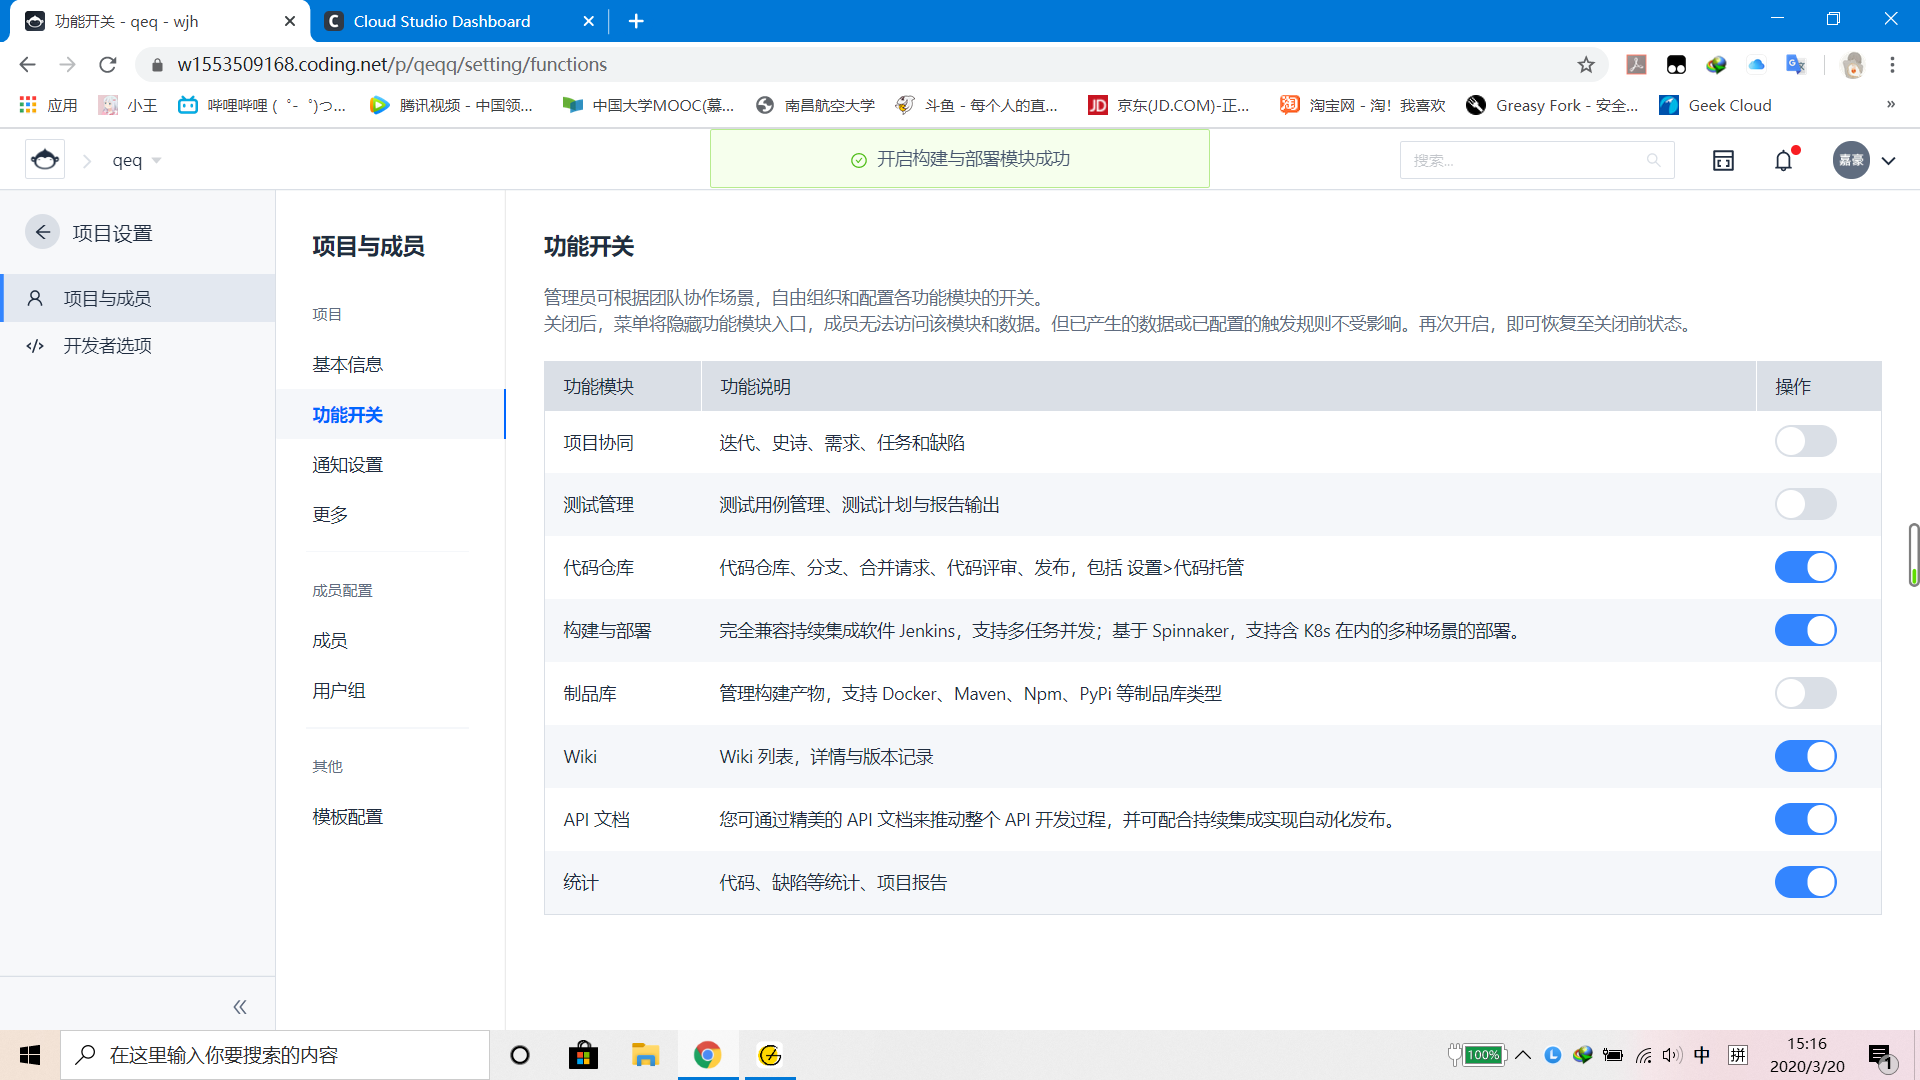 功能开关 - qeq - wjh
Cloud Studio Dashboard
w1553509168.coding.net/p/qeqq/setting/functions
应用
小王
哔哩哔哩 ( ゜- ゜)つ...
腾讯视频 - 中国领...
中国大学MOOC(慕...
南昌航空大学
斗鱼 - 每个人的直...
JD
京东(JD.COM)-正...
淘
淘宝网 - 淘！我喜欢
Greasy Fork - 安全...
Geek Cloud
»
qeq
开启构建与部署模块成功
搜索...
嘉豪
项目设置
项目与成员
开发者选项
项目与成员
项目
基本信息
功能开关
通知设置
更多
成员配置
成员
用户组
其他
模板配置
功能开关
管理员可根据团队协作场景，自由组织和配置各功能模块的开关。
关闭后，菜单将隐藏功能模块入口，成员无法访问该模块和数据。但已产生的数据或已配置的触发规则不受影响。再次开启，即可恢复至关闭前状态。
功能模块 功能说明 操作
项目协同 迭代、史诗、需求、任务和缺陷
测试管理 测试用例管理、测试计划与报告输出
代码仓库 代码仓库、分支、合并请求、代码评审、发布，包括 设置>代码托管
构建与部署 完全兼容持续集成软件 Jenkins，支持多任务并发；基于 Spinnaker，支持含 K8s 在内的多种场景的部署。
制品库 管理构建产物，支持 Docker、Maven、Npm、PyPi 等制品库类型
Wiki Wiki 列表，详情与版本记录
API 文档 您可通过精美的 API 文档来推动整个 API 开发过程，并可配合持续集成实现自动化发布。
统计 代码、缺陷等统计、项目报告
在这里输入你要搜索的内容
100%
中
拼
15:16
2020/3/20
1